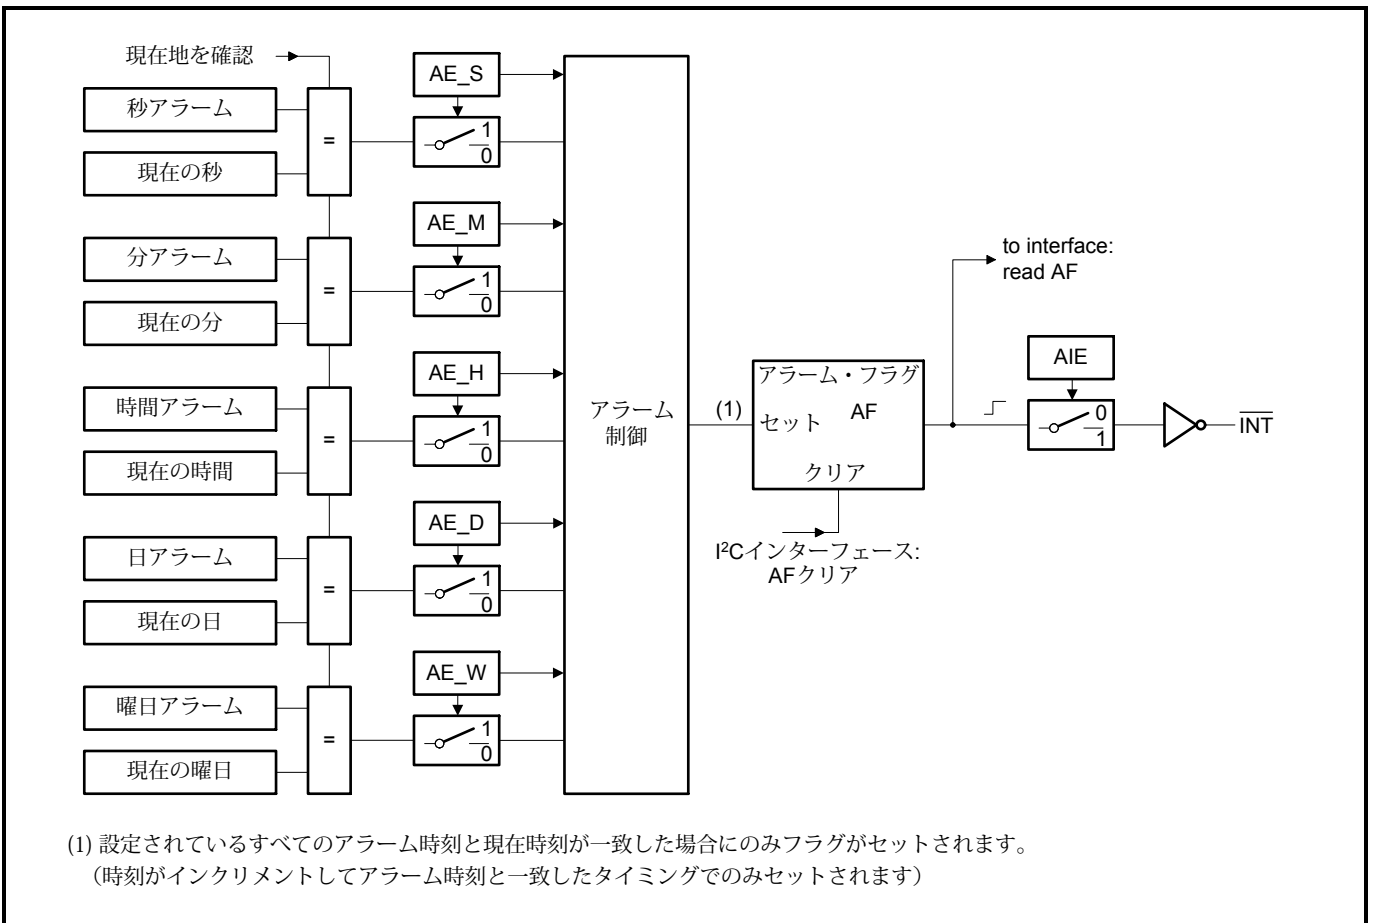 現在地を確認
秒アラーム
現在の秒
=
AE_S
1
0
分アラーム
現在の分
=
AE_M
1
0
時間アラーム
現在の時間
=
AE_H
1
0
日アラーム
現在の日
=
AE_D
1
0
曜日アラーム
現在の曜日
=
AE_W
1
0
アラーム
制御
(1)
アラーム・フラグ
セット AF
クリア
I²Cインターフェース:
AFクリア
to interface:
read AF
AIE
0
1
INT
(1) 設定されているすべてのアラーム時刻と現在時刻が一致した場合にのみフラグがセットされます。
（時刻がインクリメントしてアラーム時刻と一致したタイミングでのみセットされます）